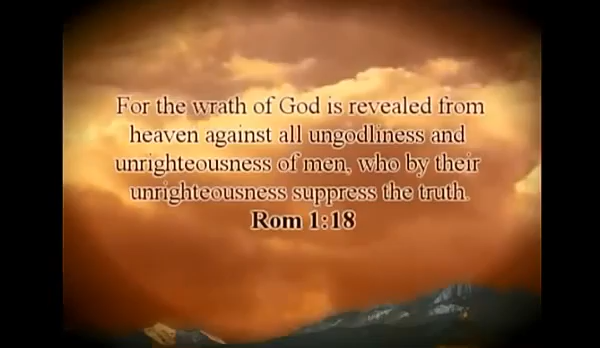 For the wrath of God is revealed from
heaven against all ungodliness and
unrighteousness of men, who by their
unrighteousness suppress the truth.
Rom 1:18